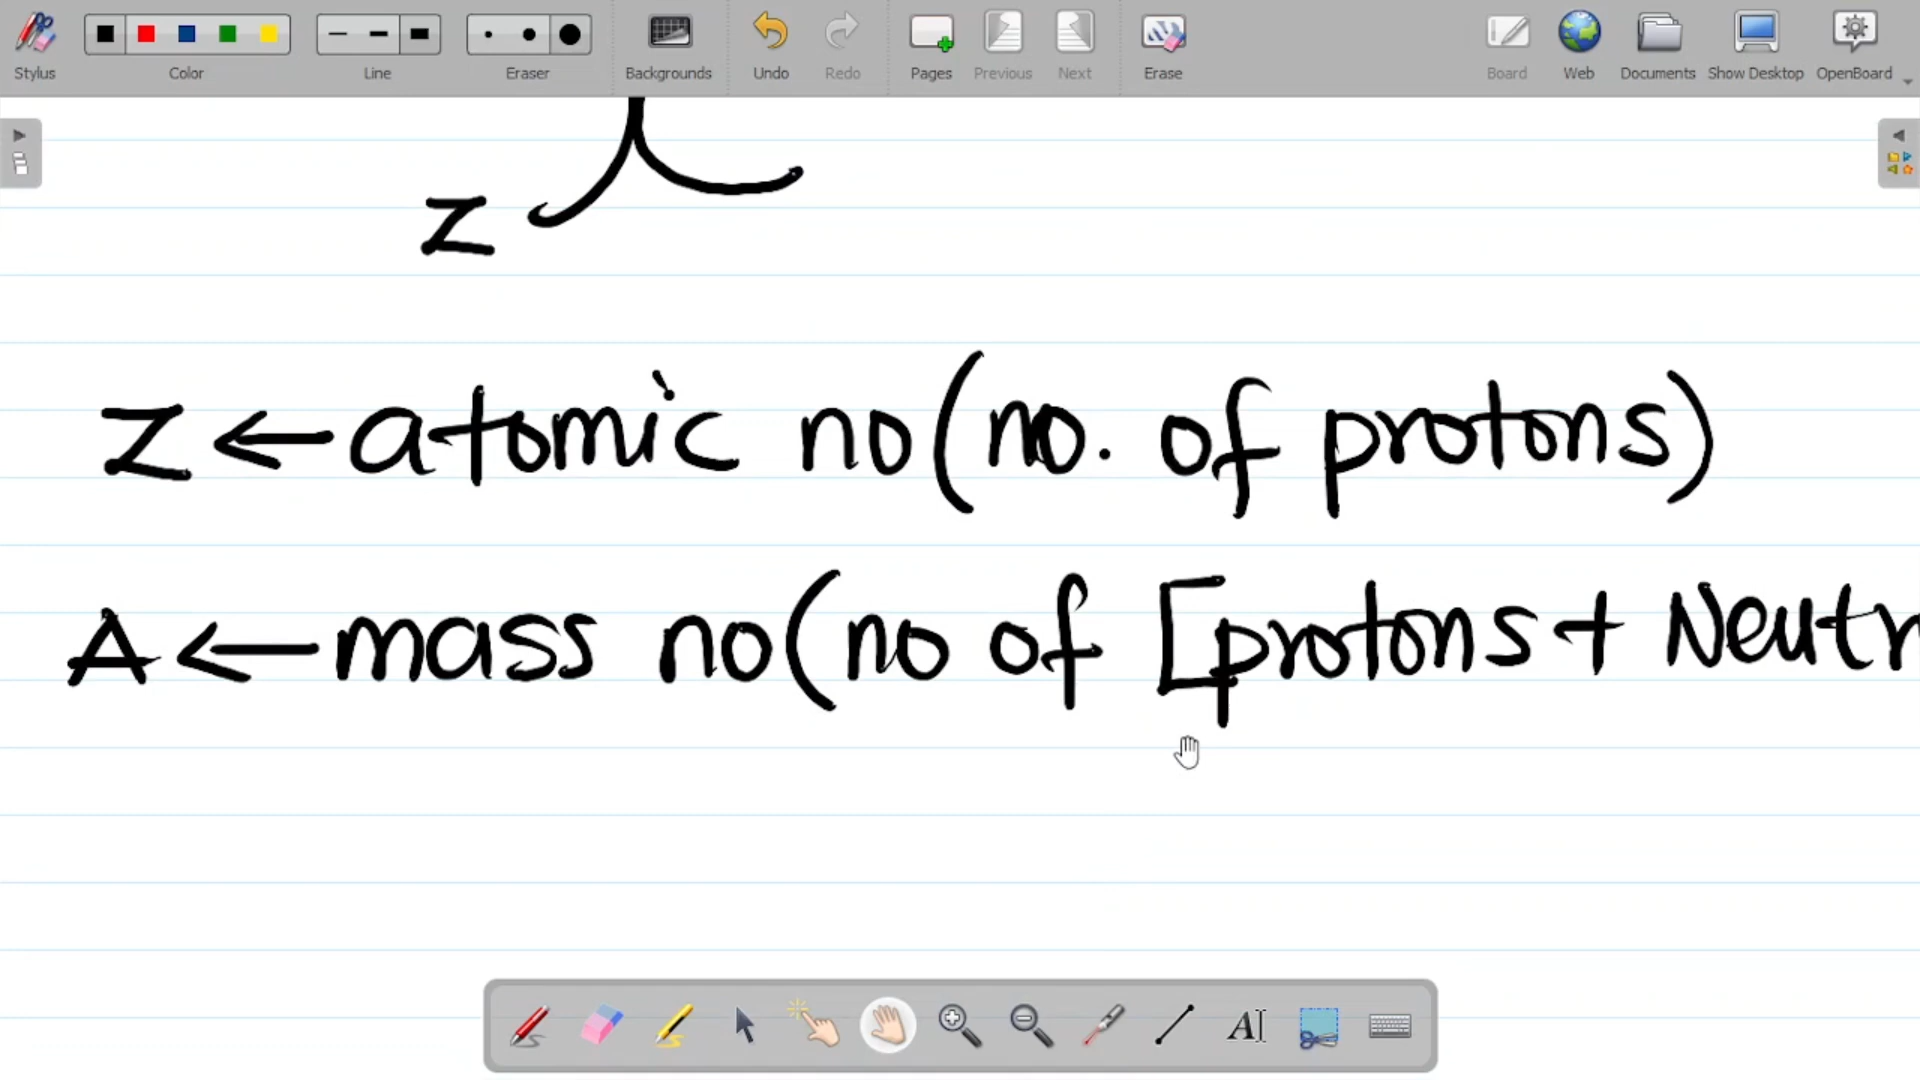 Stylus Color Line Eraser Backgrounds Undo Redo Pages Previous Next Erase Board Web Documents Show Desktop OpenBoard
Z
Z ← atomic no (no. of protons)
A ← mass no (no of [protons + Neutr